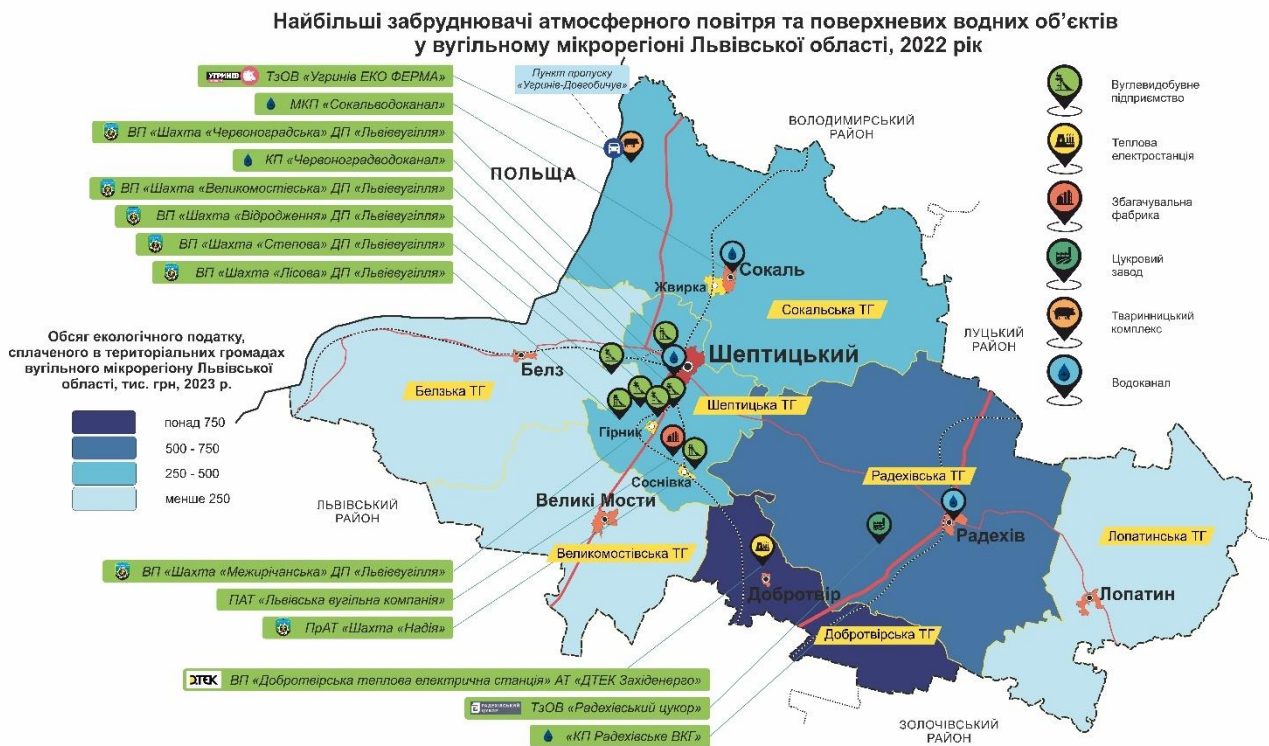 Найбільші забруднювачі атмосферного повітря та поверхневих водних об'єктів
у вугільному мікрорегіоні Львівської області, 2022 рік
УГРИНІВ
ТзОВ «Угринів ЕКО ФЕРМА»
МКП «Сокальводоканал»
ВП «Шахта «Червоноградська» ДП «Львіввугілля»
КП «Червоноградводоканал»
ВП «Шахта «Великомостівська» ДП «Львіввугілля»
ВП «Шахта «Відродження» ДП «Львіввугілля»
ВП «Шахта «Степова» ДП «Львіввугілля»
ВП «Шахта «Лісова» ДП «Львіввугілля»
Пункт пропуску
«Угринів-Довгобичув»
ПОЛЬЩА
ВОЛОДИМИРСЬКИЙ
РАЙОН
Вуглевидобувне
підприємство
Теплова
електростанція
Збагачувальна
фабрика
Цукровий
завод
Тваринницький
комплекс
Водоканал
Сокаль
Жвирка
Сокальська ТГ
ЛУЦЬКИЙ
РАЙОН
Обсяг екологічного податку,
сплаченого в територіальних громадах
вугільного мікрорегіону Львівської
області, тис. грн, 2023 р.
понад 750
500 - 750
250 - 500
менше 250
Белз
Белзька ТГ
Шептицький
Шептицька ТГ
Гірник
Соснівка
ЛЬВІВСЬКИЙ
РАЙОН
Великі Мости
Великомостівська ТГ
Радехівська ТГ
Радехів
Лопатинська ТГ
Лопатин
Добротвір
Добротвірська ТГ
ВП «Шахта «Межирічанська» ДП «Львіввугілля»
ПАТ «Львівська вугільна компанія»
ПрАТ «Шахта «Надія»
ДТЕК
ВП «Добротвірська теплова електрична станція» АТ «ДТЕК Західенерго»
РАДЕХІВСЬКИЙ
ЦУКОР
ТзОВ «Радехівський цукор»
«КП Радехівське ВКГ»
ЗОЛОЧІВСЬКИЙ
РАЙОН